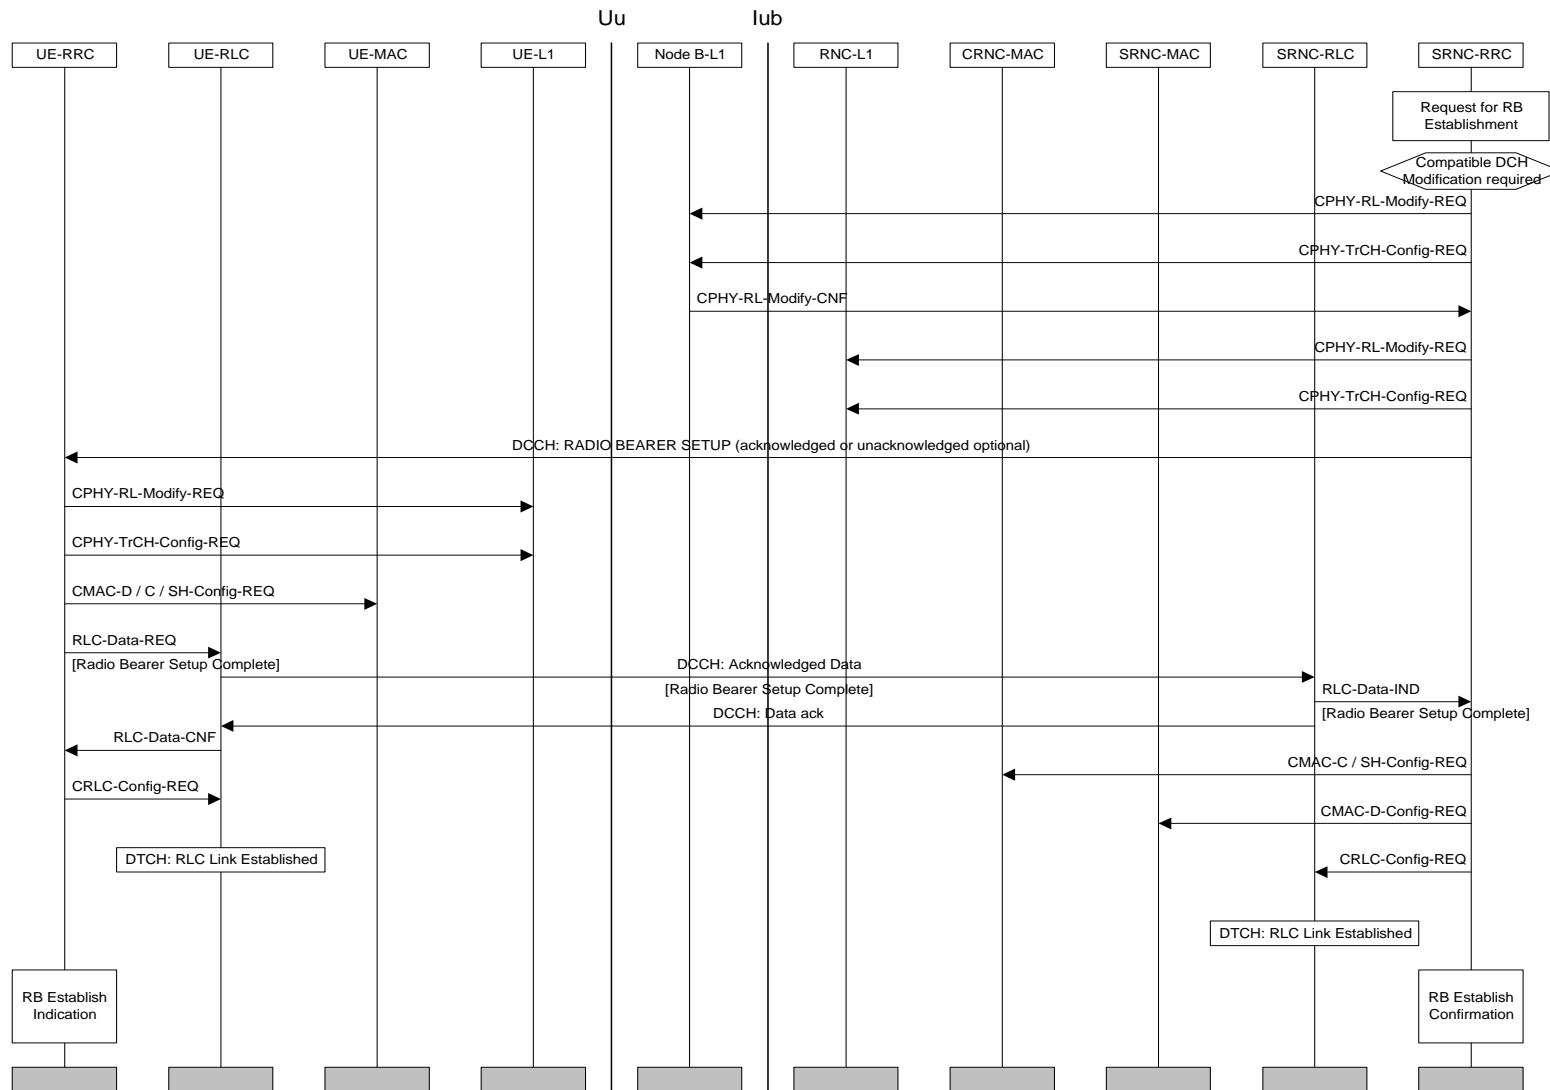 Uu
Iub
UE-RRC
UE-RLC
UE-MAC
UE-L1
Node B-L1
RNC-L1
CRNC-MAC
SRNC-MAC
SRNC-RLC
SRNC-RRC
Request for RB
Establishment
Compatible DCH
Modification required
CPHY-RL-Modify-REQ
CPHY-TrCH-Config-REQ
CPHY-RL-Modify-CNF
CPHY-RL-Modify-REQ
CPHY-TrCH-Config-REQ
DCCH: RADIO BEARER SETUP (acknowledged or unacknowledged optional)
CPHY-RL-Modify-REQ
CPHY-TrCH-Config-REQ
CMAC-D / C / SH-Config-REQ
RLC-Data-REQ
[Radio Bearer Setup Complete]
DCCH: Acknowledged Data
[Radio Bearer Setup Complete]
RLC-Data-IND
[Radio Bearer Setup Complete]
DCCH: Data ack
RLC-Data-CNF
CMAC-C / SH-Config-REQ
CRLC-Config-REQ
CMAC-D-Config-REQ
DTCH: RLC Link Established
CRLC-Config-REQ
DTCH: RLC Link Established
RB Establish
Indication
RB Establish
Confirmation